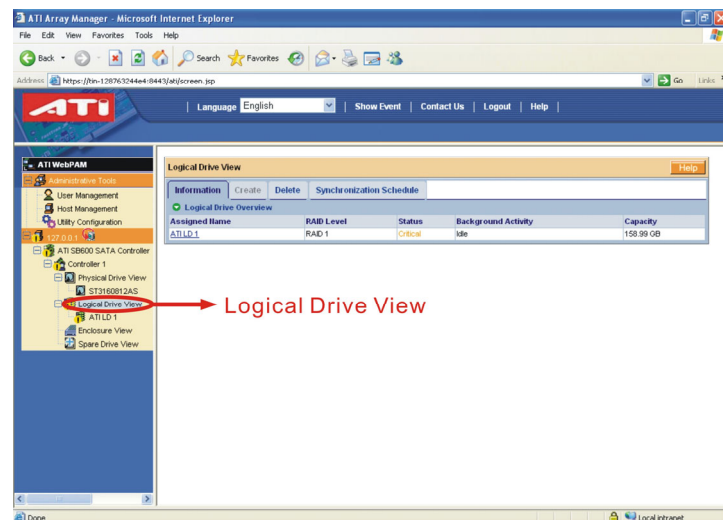 ATI Array Manager - Microsoft Internet Explorer
File Edit View Favorites Tools Help
Back Search Favorites
Address https://tin-128763244e4:8443/ati/screen.jsp Go Links
ATI
| Language English | Show Event | Contact Us | Logout | Help |
ATI WebPAM
Administrative Tools
User Management
Host Management
Utility Configuration
127.0.0.1
ATI SB600 SATA Controller
Controller 1
Physical Drive View
ST3160812AS
Logical Drive View
ATI LD 1
Enclosure View
Spare Drive View
Logical Drive View Help
Information Create Delete Synchronization Schedule
Logical Drive Overview
Assigned Name RAID Level Status Background Activity Capacity
ATI LD 1 RAID 1 Critical Idle 158.99 GB
Logical Drive View
Done Local intranet